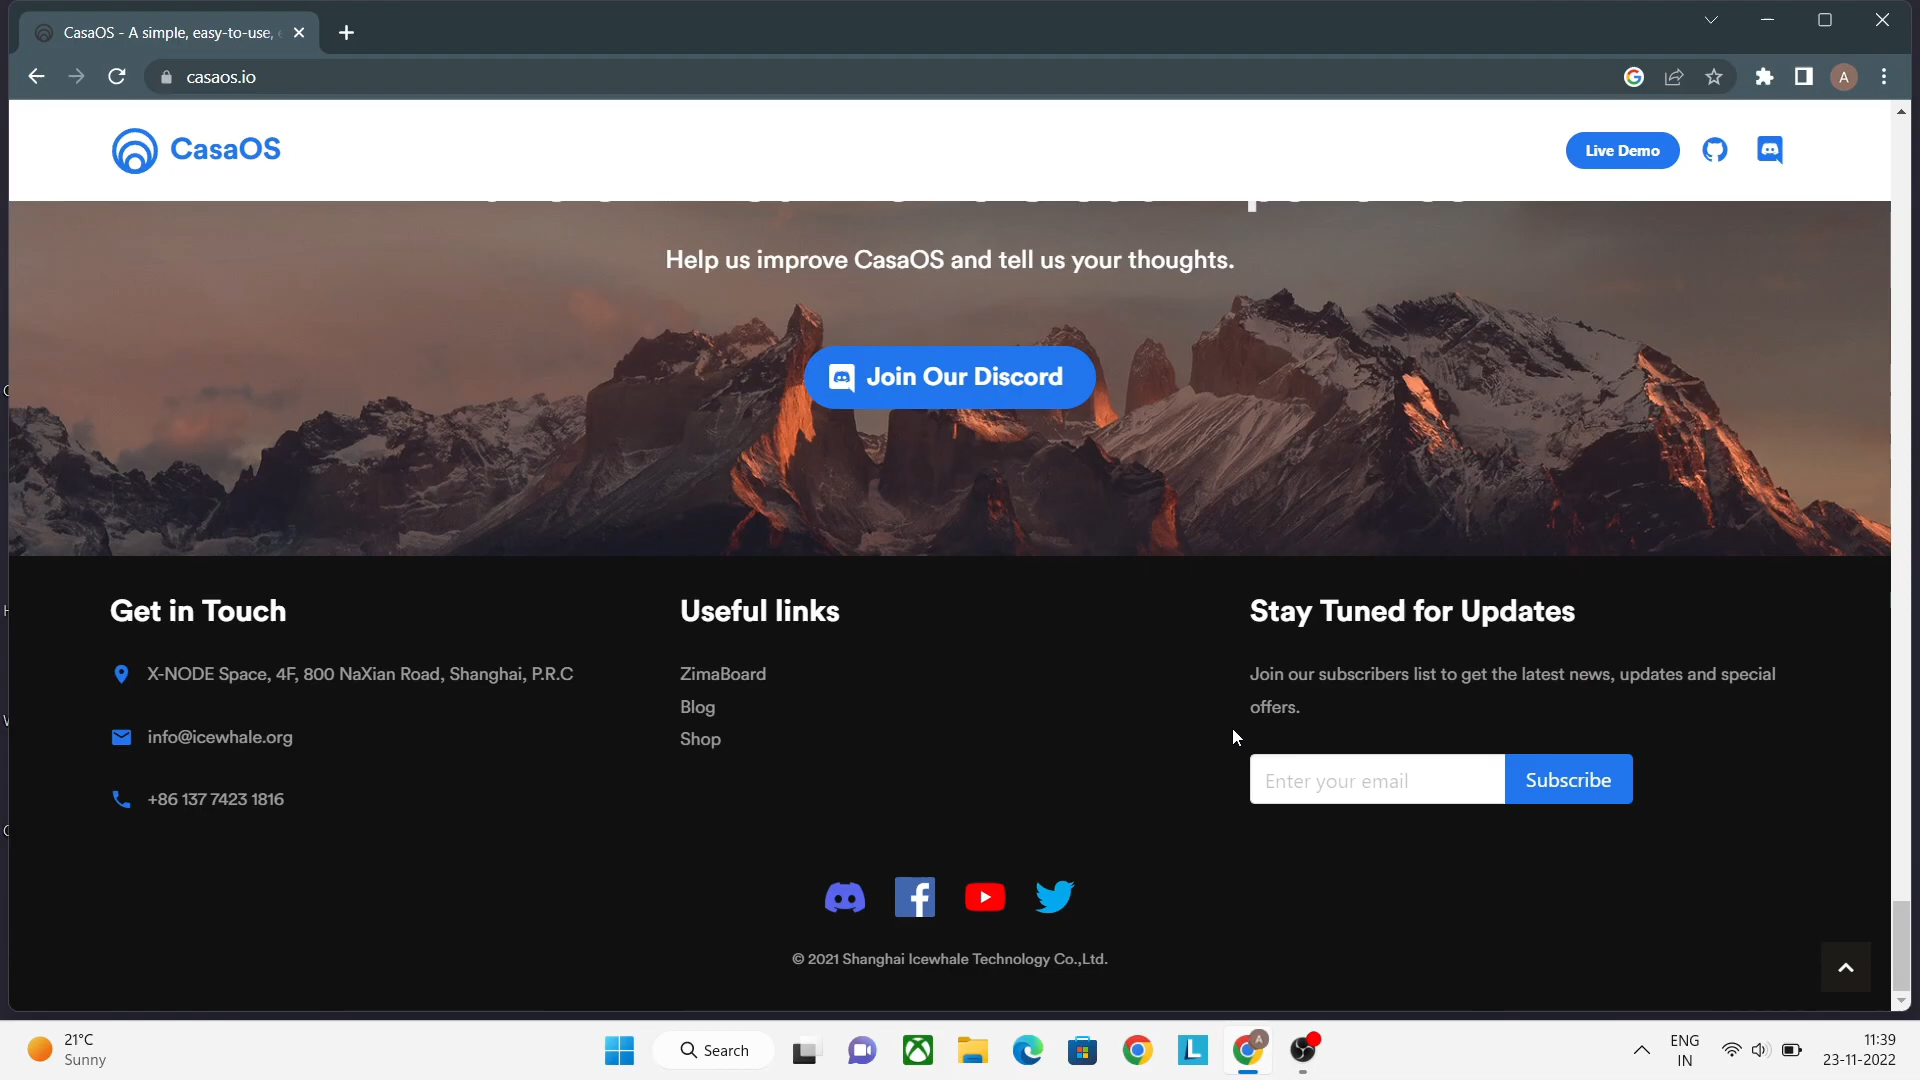 CasaOS - A simple, easy-to-use,
casaos.io
A
CasaOS
Live Demo
Help us improve CasaOS and tell us your thoughts.
Join Our Discord
Get in Touch
X-NODE Space, 4F, 800 NaXian Road, Shanghai, P.R.C
info@icewhale.org
+86 137 7423 1816
Useful links
ZimaBoard
Blog
Shop
Stay Tuned for Updates
Join our subscribers list to get the latest news, updates and special
offers.
Enter your email
Subscribe
© 2021 Shanghai Icewhale Technology Co.,Ltd.
21°C
Sunny
Search
L
A
ENG
IN
11:39
23-11-2022